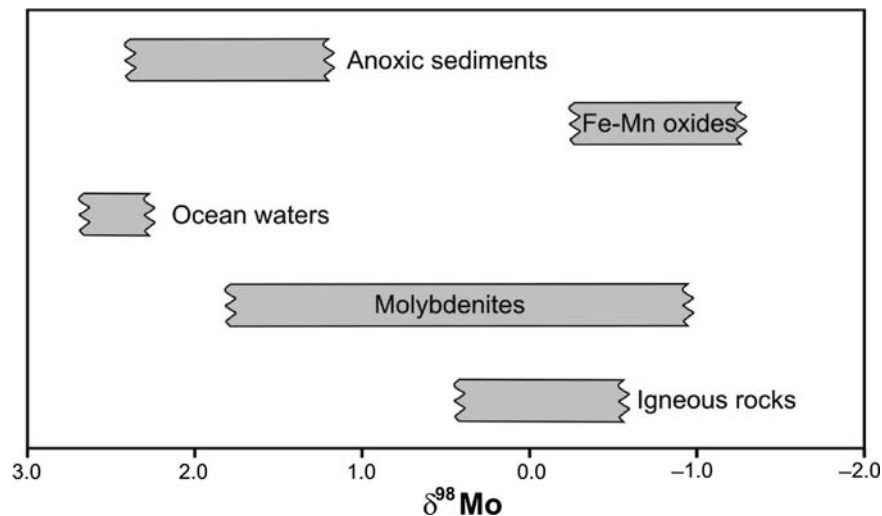 Anoxic sediments
Fe-Mn oxides
Ocean waters
Molybdenites
Igneous rocks
3.0 2.0 1.0 0.0 –1.0 –2.0
δ⁹⁸Mo